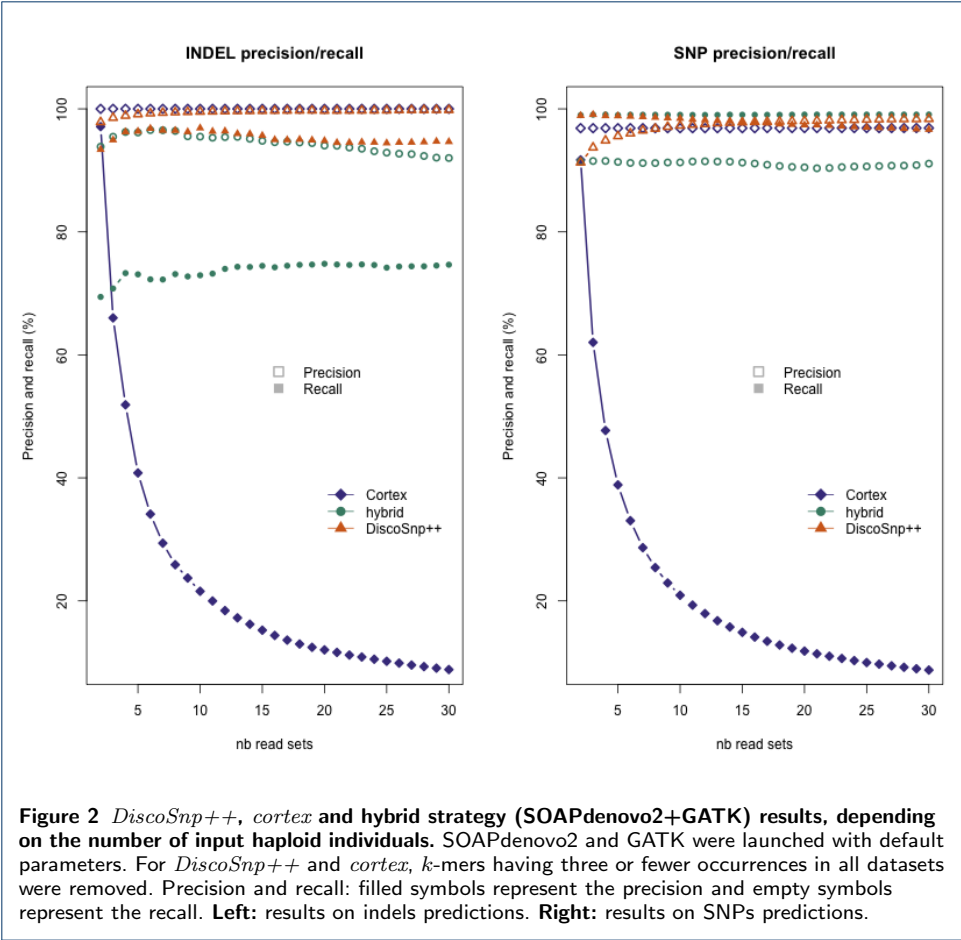 INDEL precision/recall
Precision and recall (%)
100
80
60
40
20
Precision
Recall
Cortex
hybrid
DiscoSnp++
5
10
15
20
25
30
nb read sets
SNP precision/recall
Precision and recall (%)
100
80
60
40
20
Precision
Recall
Cortex
hybrid
DiscoSnp++
5
10
15
20
25
30
nb read sets
Figure 2 DiscoSnp++, cortex and hybrid strategy (SOAPdenovo2+GATK) results, depending
on the number of input haploid individuals. SOAPdenovo2 and GATK were launched with default
parameters. For DiscoSnp++ and cortex, k-mers having three or fewer occurrences in all datasets
were removed. Precision and recall: filled symbols represent the precision and empty symbols
represent the recall. Left: results on indels predictions. Right: results on SNPs predictions.